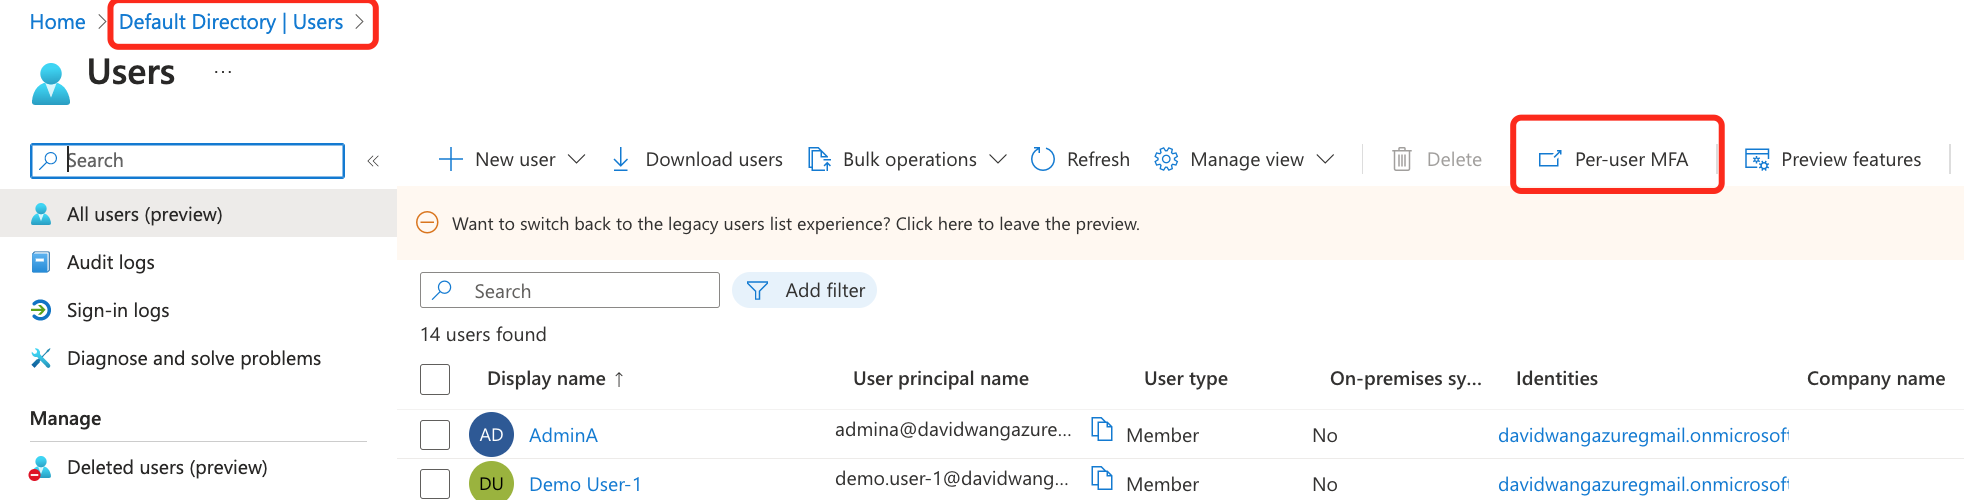 Home > Default Directory | Users >
Users ...
Search «
New user Download users Bulk operations Refresh Manage view Delete Per-user MFA Preview features
All users (preview)
Want to switch back to the legacy users list experience? Click here to leave the preview.
Audit logs
Search Add filter
Sign-in logs
14 users found
Diagnose and solve problems
Display name ↑ User principal name User type On-premises sy... Identities Company name
Manage
AD AdminA admina@davidwangazure... Member No davidwangazuregmail.onmicrosoft
Deleted users (preview)
DU Demo User-1 demo.user-1@davidwang... Member No davidwangazuregmail.onmicrosoft